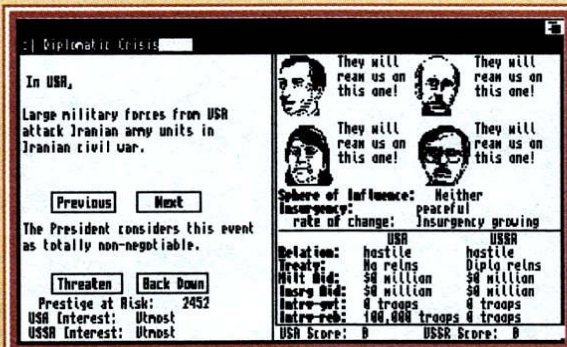 :| Diplomatic Crisis
In USA,
Large military forces from USA
attack Iranian army units in
Iranian civil war.
Previous Next
The President considers this event
as totally non-negotiable.
Threaten Back Down
Prestige at Risk: 2452
USA Interest: Utmost
USSR Interest: Utmost
They will
ream us on
this one!
They will
ream us on
this one!
They will
ream us on
this one!
They will
ream us on
this one!
Sphere of Influence: Neither
Insurgency: peaceful
rate of change: Insurgency growing
USA USSR
Relation: hostile hostile
Treaty: No relns Diplo relns
Milt Aid: $0 million $0 million
Insrg Aid: $0 million $0 million
Intrv-gvt: 0 troops 0 troops
Intrv-reb: 100,000 troops 0 troops
USA Score: 0 USSR Score: 0